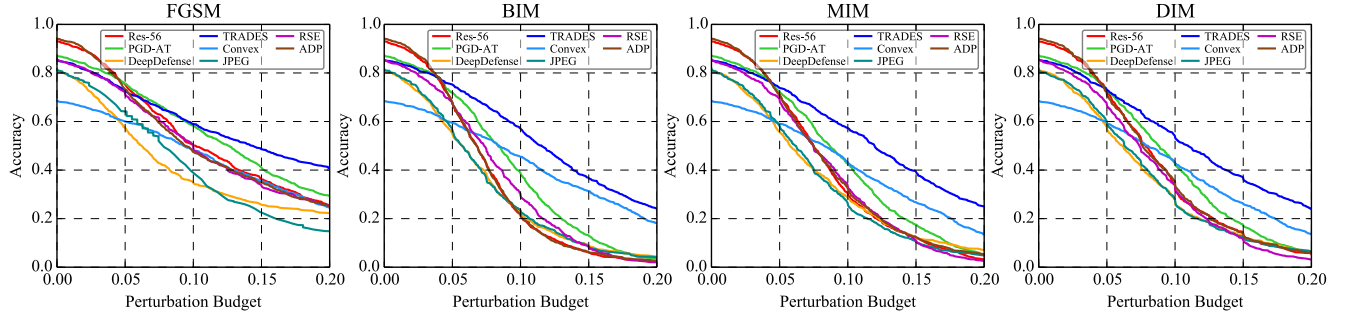 FGSM
1.0
0.8
0.6
0.4
0.2
0.0
Accuracy
Res-56
PGD-AT
DeepDefense
TRADES
Convex
JPEG
RSE
ADP
0.00 0.05 0.10 0.15 0.20
Perturbation Budget
BIM
1.0
0.8
0.6
0.4
0.2
0.0
Accuracy
Res-56
PGD-AT
DeepDefense
TRADES
Convex
JPEG
RSE
ADP
0.00 0.05 0.10 0.15 0.20
Perturbation Budget
MIM
1.0
0.8
0.6
0.4
0.2
0.0
Accuracy
Res-56
PGD-AT
DeepDefense
TRADES
Convex
JPEG
RSE
ADP
0.00 0.05 0.10 0.15 0.20
Perturbation Budget
DIM
1.0
0.8
0.6
0.4
0.2
0.0
Accuracy
Res-56
PGD-AT
DeepDefense
TRADES
Convex
JPEG
RSE
ADP
0.00 0.05 0.10 0.15 0.20
Perturbation Budget